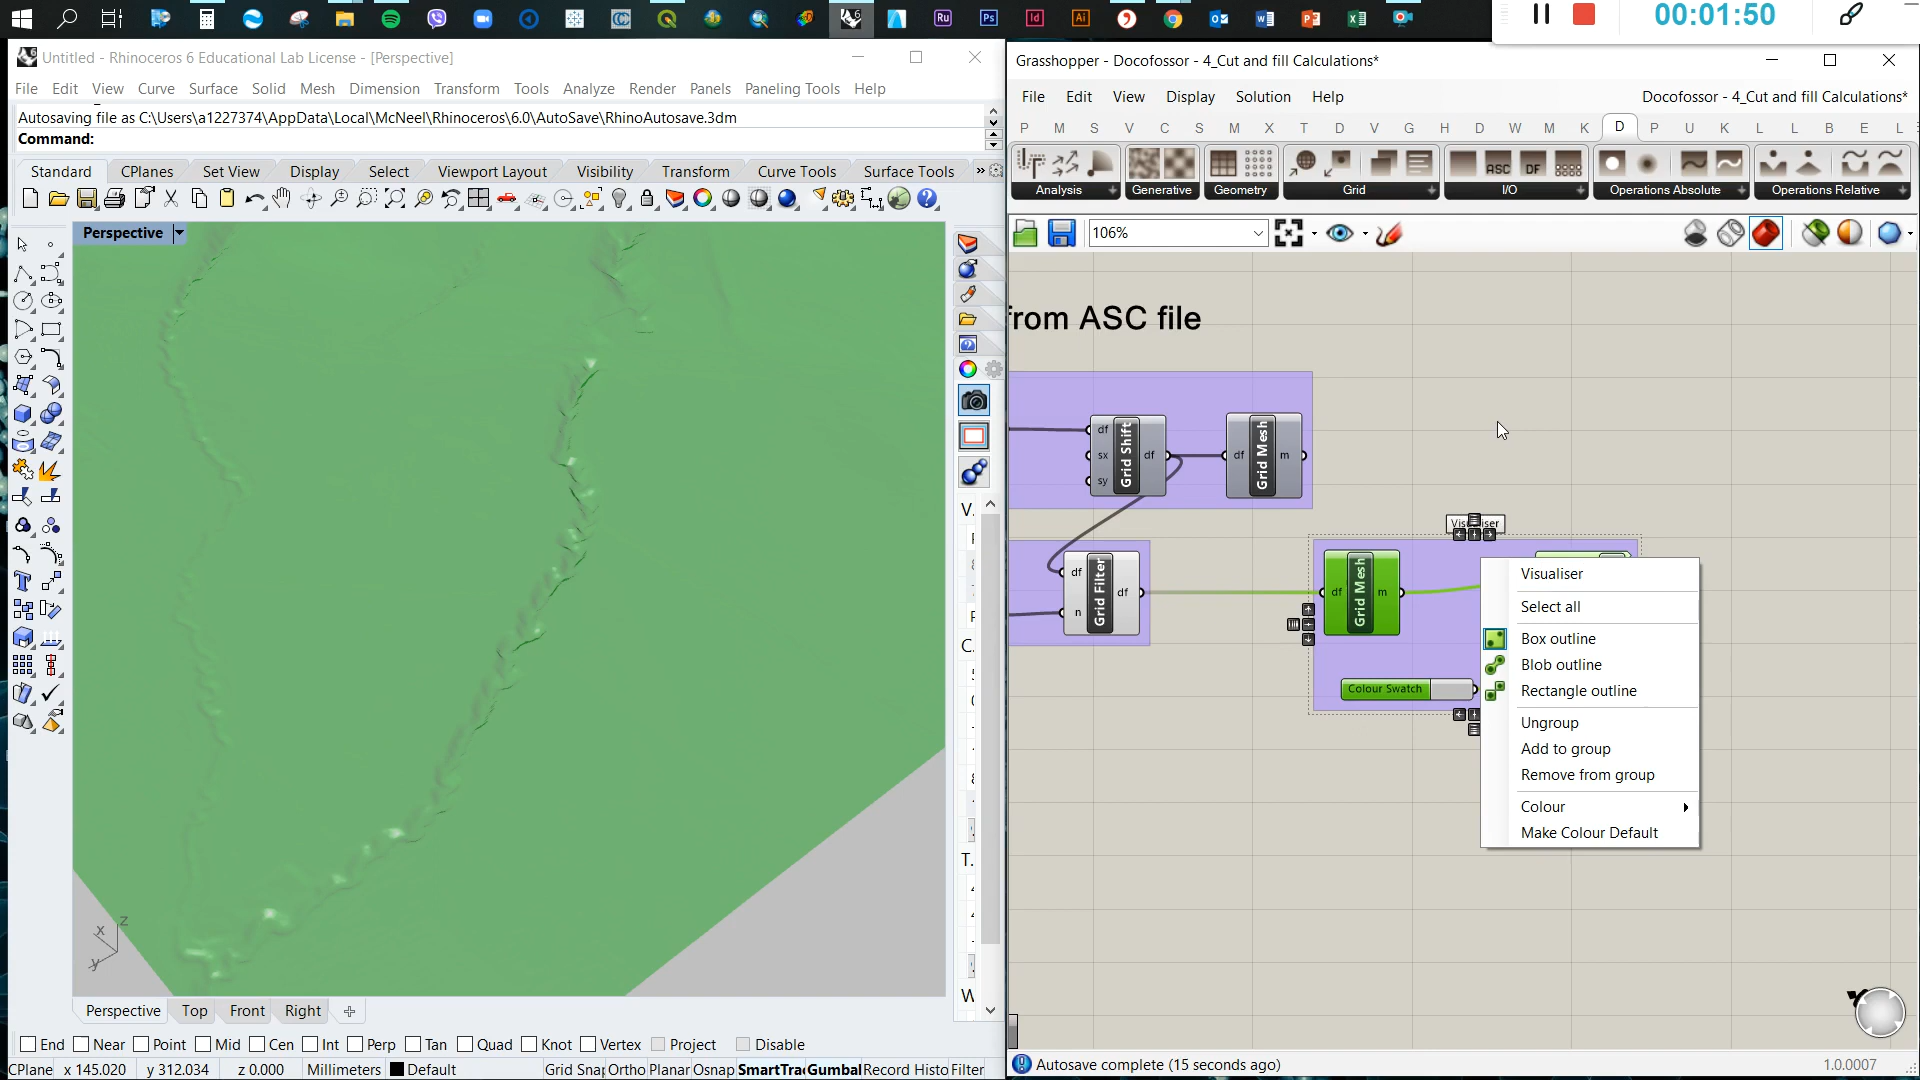 00:01:50
Untitled - Rhinoceros 6 Educational Lab License - [Perspective]
File Edit View Curve Surface Solid Mesh Dimension Transform Tools Analyze Render Panels Paneling Tools Help
Autosaving file as C:\Users\a1227374\AppData\Local\McNeel\Rhinoceros\6.0\AutoSave\RhinoAutosave.3dm
Command:
Standard CPlanes Set View Display Select Viewport Layout Visibility Transform Curve Tools Surface Tools
Perspective
Perspective Top Front Right
End Near Point Mid Cen Int Perp Tan Quad Knot Vertex Project Disable
CPlane x 145.020 y 312.034 z 0.000 Millimeters Default Grid Snap Ortho Planar Osnap SmartTrac Gumbal Record Histo Filter
Grasshopper - Docofossor - 4_Cut and fill Calculations*
File Edit View Display Solution Help
Docofossor - 4_Cut and fill Calculations*
P M S V C S M X T D V G H D W M K D P U K L L B E L
Analysis Generative Geometry Grid I/O Operations Absolute Operations Relative
106%
from ASC file
df sx sy Grid Shift df
df Grid Mesh m
df n Grid Filter df
Visualiser
df Grid Mesh m
Colour Swatch
Visualiser
Select all
Box outline
Blob outline
Rectangle outline
Ungroup
Add to group
Remove from group
Colour
Make Colour Default
Autosave complete (15 seconds ago)
1.0.0007